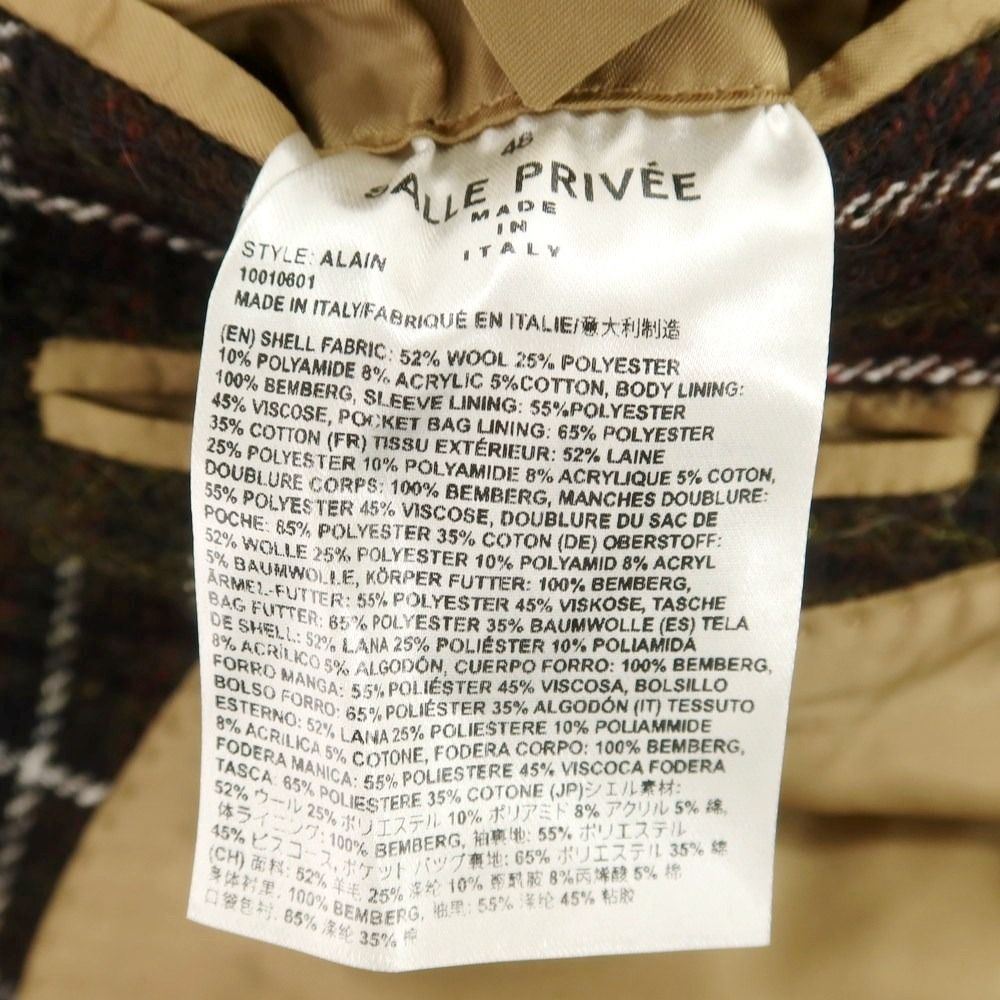 48
SALLE PRIVÉE
MADE
IN
ITALY
STYLE: ALAIN
10010601
MADE IN ITALY/FABRIQUÉ EN ITALIE/意大利制造
(EN) SHELL FABRIC: 52% WOOL 25% POLYESTER
10% POLYAMIDE 8% ACRYLIC 5%COTTON, BODY LINING:
100% BEMBERG, SLEEVE LINING: 55%POLYESTER
45% VISCOSE, POCKET BAG LINING: 65% POLYESTER
35% COTTON (FR) TISSU EXTÉRIEUR: 52% LAINE
25% POLYESTER 10% POLYAMIDE 8% ACRYLIQUE 5% COTON,
DOUBLURE CORPS: 100% BEMBERG, MANCHES DOUBLURE:
55% POLYESTER 45% VISCOSE, DOUBLURE DU SAC DE
POCHE: 65% POLYESTER 35% COTON (DE) OBERSTOFF:
52% WOLLE 25% POLYESTER 10% POLYAMID 8% ACRYL
5% BAUMWOLLE, KÖRPER FUTTER: 100% BEMBERG,
ÄRMEL-FUTTER: 55% POLYESTER 45% VISKOSE, TASCHE
BAG FUTTER: 65% POLYESTER 35% BAUMWOLLE (ES) TELA
DE SHELL: 52% LANA 25% POLIÉSTER 10% POLIAMIDA
8% ACRÍLICO 5% ALGODÓN, CUERPO FORRO: 100% BEMBERG,
FORRO MANGA: 55% POLIÉSTER 45% VISCOSA, BOLSILLO
BOLSO FORRO: 65% POLIÉSTER 35% ALGODÓN (IT) TESSUTO
ESTERNO: 52% LANA 25% POLIESTERE 10% POLIAMMIDE
8% ACRILICA 5% COTONE, FODERA CORPO: 100% BEMBERG,
FODERA MANICA: 55% POLIESTERE 45% VISCOCA FODERA
TASCA: 65% POLIESTERE 35% COTONE (JP)シェル素材:
52% ウール 25% ポリエステル 10% ポリアミド 8% アクリル 5% 綿,
体ライニング: 100% BEMBERG, 袖裏地: 55% ポリエステル
45% ビスコース, ポケットバッグ裏地: 65% ポリエステル 35% 綿
(CH) 面料: 52% 羊毛 25% 涤纶 10% 8%丙烯酸 5% 棉
身体衬里: 100% BEMBERG, 袖里: 55% 涤纶 45% 粘胶
口袋包衬: 65% 涤纶 35% 棉